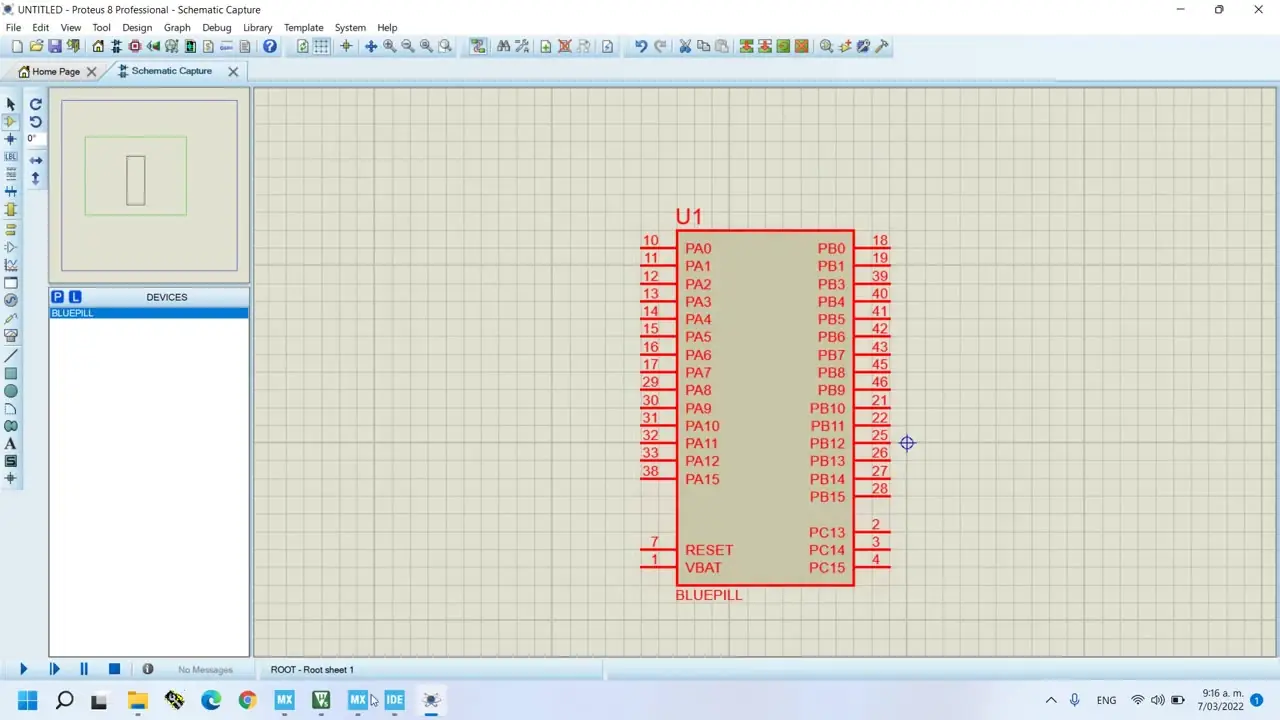 UNTITLED - Proteus 8 Professional - Schematic Capture
File Edit View Tool Design Graph Debug Library Template System Help
Home Page Schematic Capture
LBL
0°
P L DEVICES
BLUEPILL
A
S
U1
10 PA0 PB0 18
11 PA1 PB1 19
12 PA2 PB3 39
13 PA3 PB4 40
14 PA4 PB5 41
15 PA5 PB6 42
16 PA6 PB7 43
17 PA7 PB8 45
29 PA8 PB9 46
30 PA9 PB10 21
31 PA10 PB11 22
32 PA11 PB12 25
33 PA12 PB13 26
38 PA15 PB14 27
PB15 28
PC13 2
7 RESET PC14 3
1 VBAT PC15 4
BLUEPILL
No Messages ROOT - Root sheet 1
MX MX IDE
ENG
9:16 a. m.
7/03/2022
1